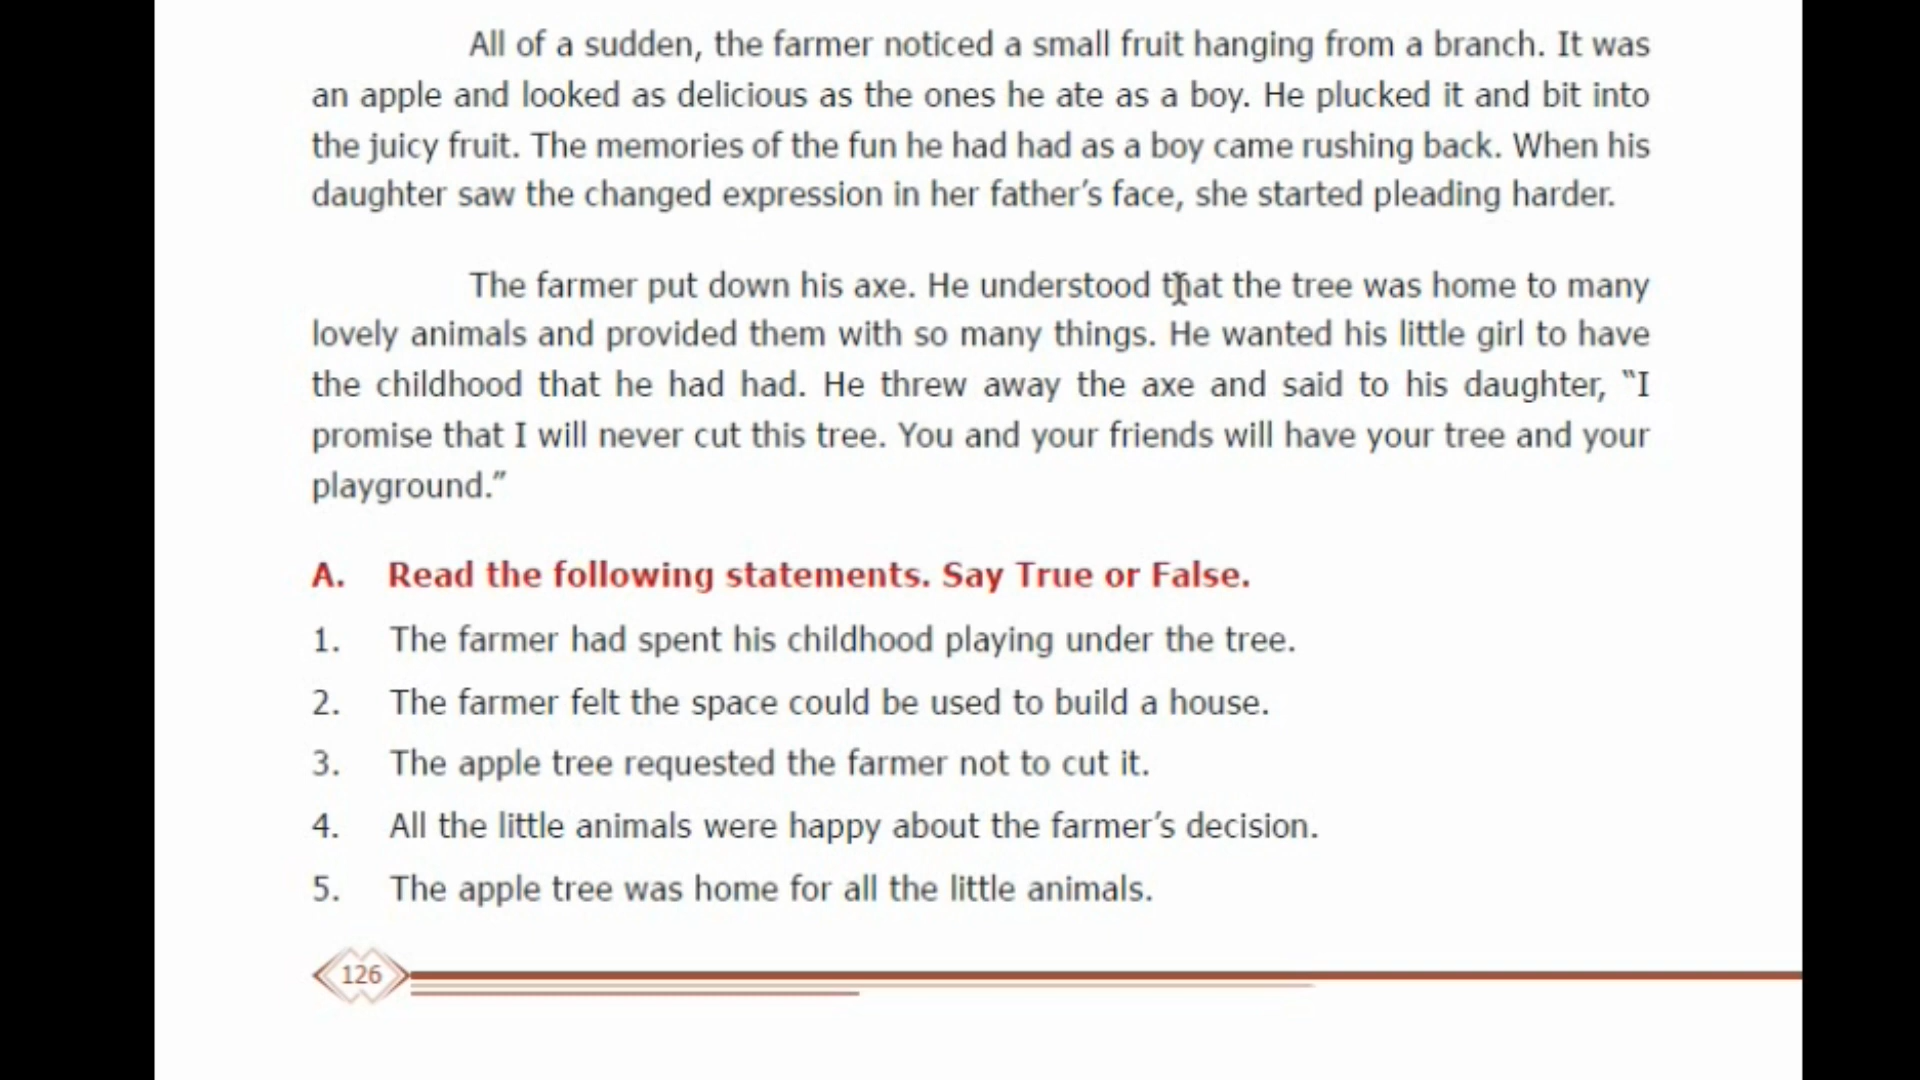 All of a sudden, the farmer noticed a small fruit hanging from a branch. It was
an apple and looked as delicious as the ones he ate as a boy. He plucked it and bit into
the juicy fruit. The memories of the fun he had had as a boy came rushing back. When his
daughter saw the changed expression in her father’s face, she started pleading harder.
The farmer put down his axe. He understood that the tree was home to many
lovely animals and provided them with so many things. He wanted his little girl to have
the childhood that he had had. He threw away the axe and said to his daughter, “I
promise that I will never cut this tree. You and your friends will have your tree and your
playground.”
A. Read the following statements. Say True or False.
1. The farmer had spent his childhood playing under the tree.
2. The farmer felt the space could be used to build a house.
3. The apple tree requested the farmer not to cut it.
4. All the little animals were happy about the farmer’s decision.
5. The apple tree was home for all the little animals.
126